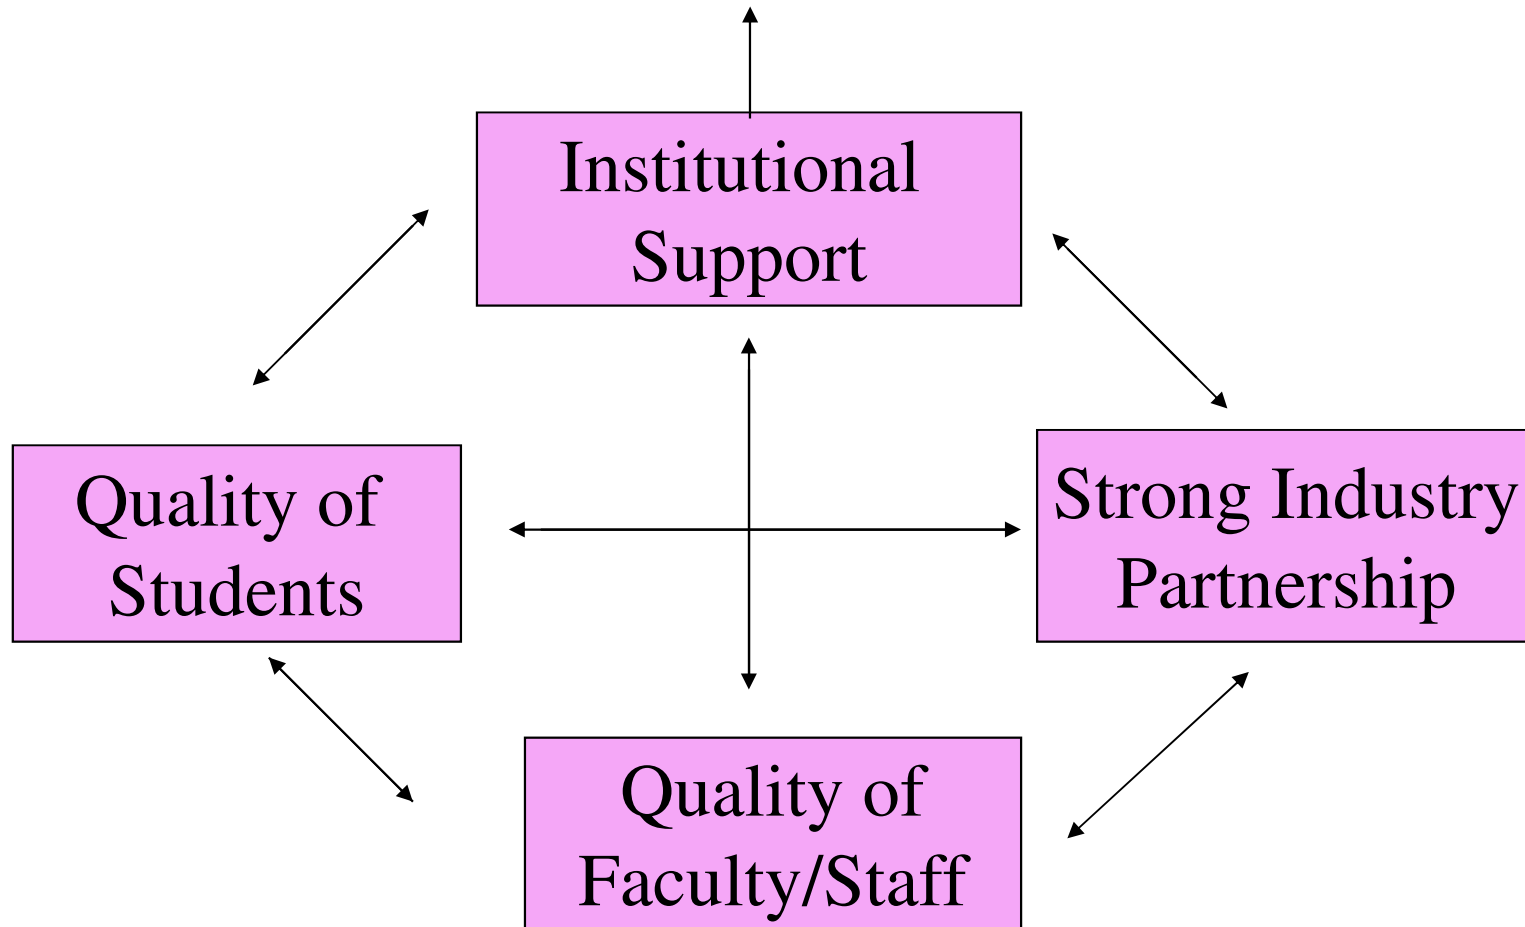 Institutional
Support
Quality of
Students
Strong Industry
Partnership
Quality of
Faculty/Staff